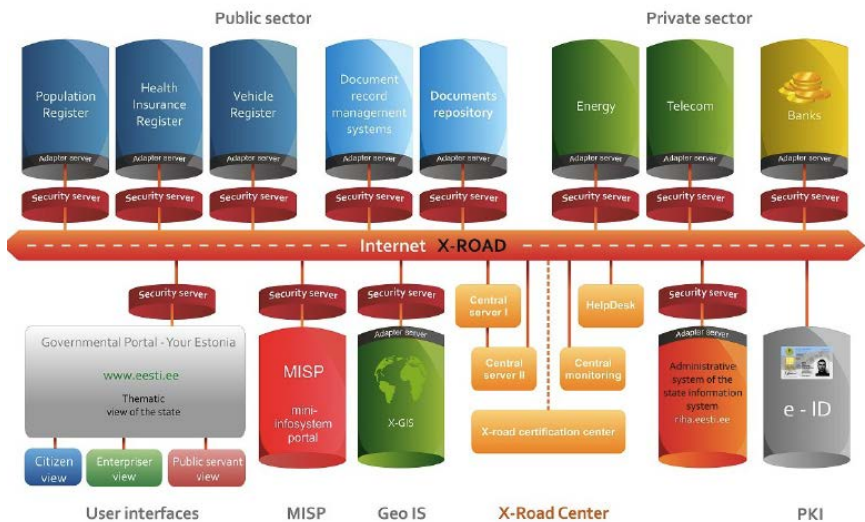 Public sector
Private sector
Population
Register
Health
Insurance
Register
Vehicle
Register
Document
record
management
systems
Documents
repository
Energy
Telecom
Banks
Adapter server
Adapter server
Adapter server
Adapter server
Adapter server
Adapter server
Adapter server
Adapter server
Security server
Security server
Security server
Security server
Security server
Security server
Security server
Security server
Internet X-ROAD
Security server
Security server
Security server
Security server
Governmental Portal - Your Estonia
www.eesti.ee
Thematic
view of the state
Citizen
view
Enterpriser
view
Public servant
view
MISP
mini-
infosystem
portal
Adapter server
X-GIS
Central
server I
Central
server II
HelpDesk
Central
monitoring
X-road certification center
Adapter server
Administrative
system of the
state information
system
riha.eesti.ee
e - ID
User interfaces
MISP
Geo IS
X-Road Center
PKI